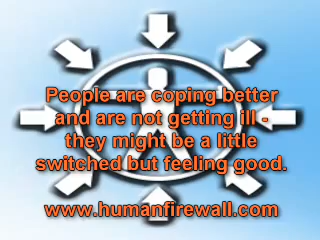 People are coping better
and are not getting ill -
they might be a little
switched but feeling good.
www.humanfirewall.com